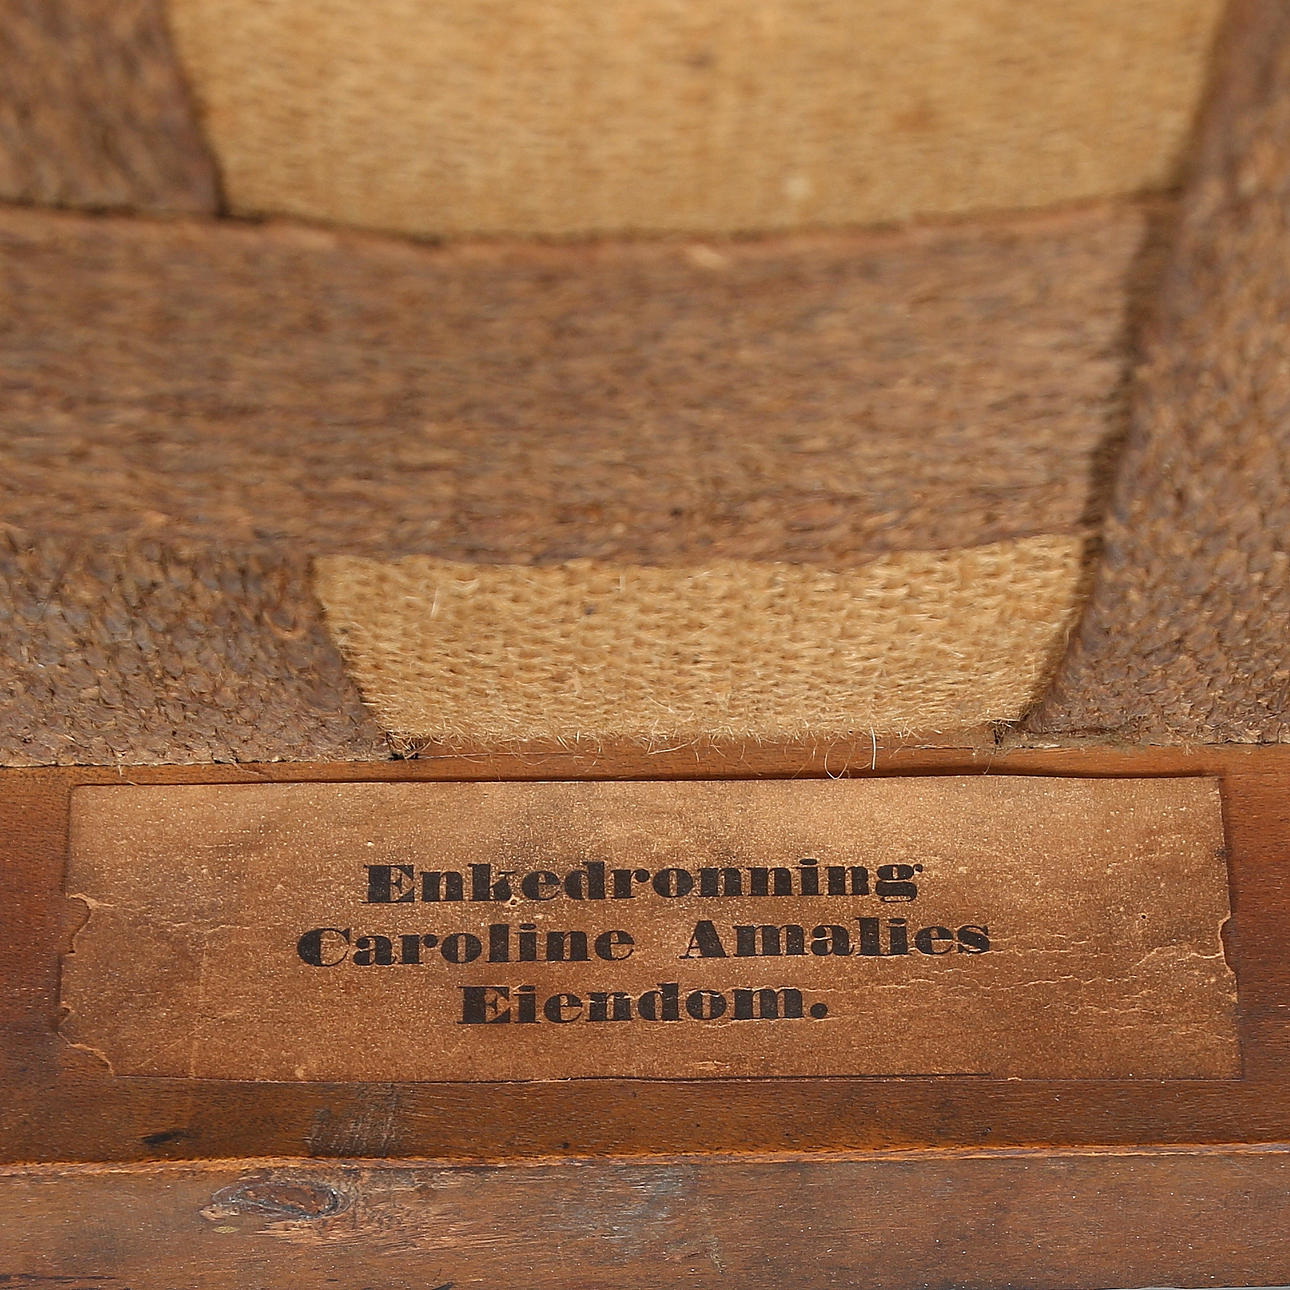 Enkedronning
Caroline Amalies
Eiendom.